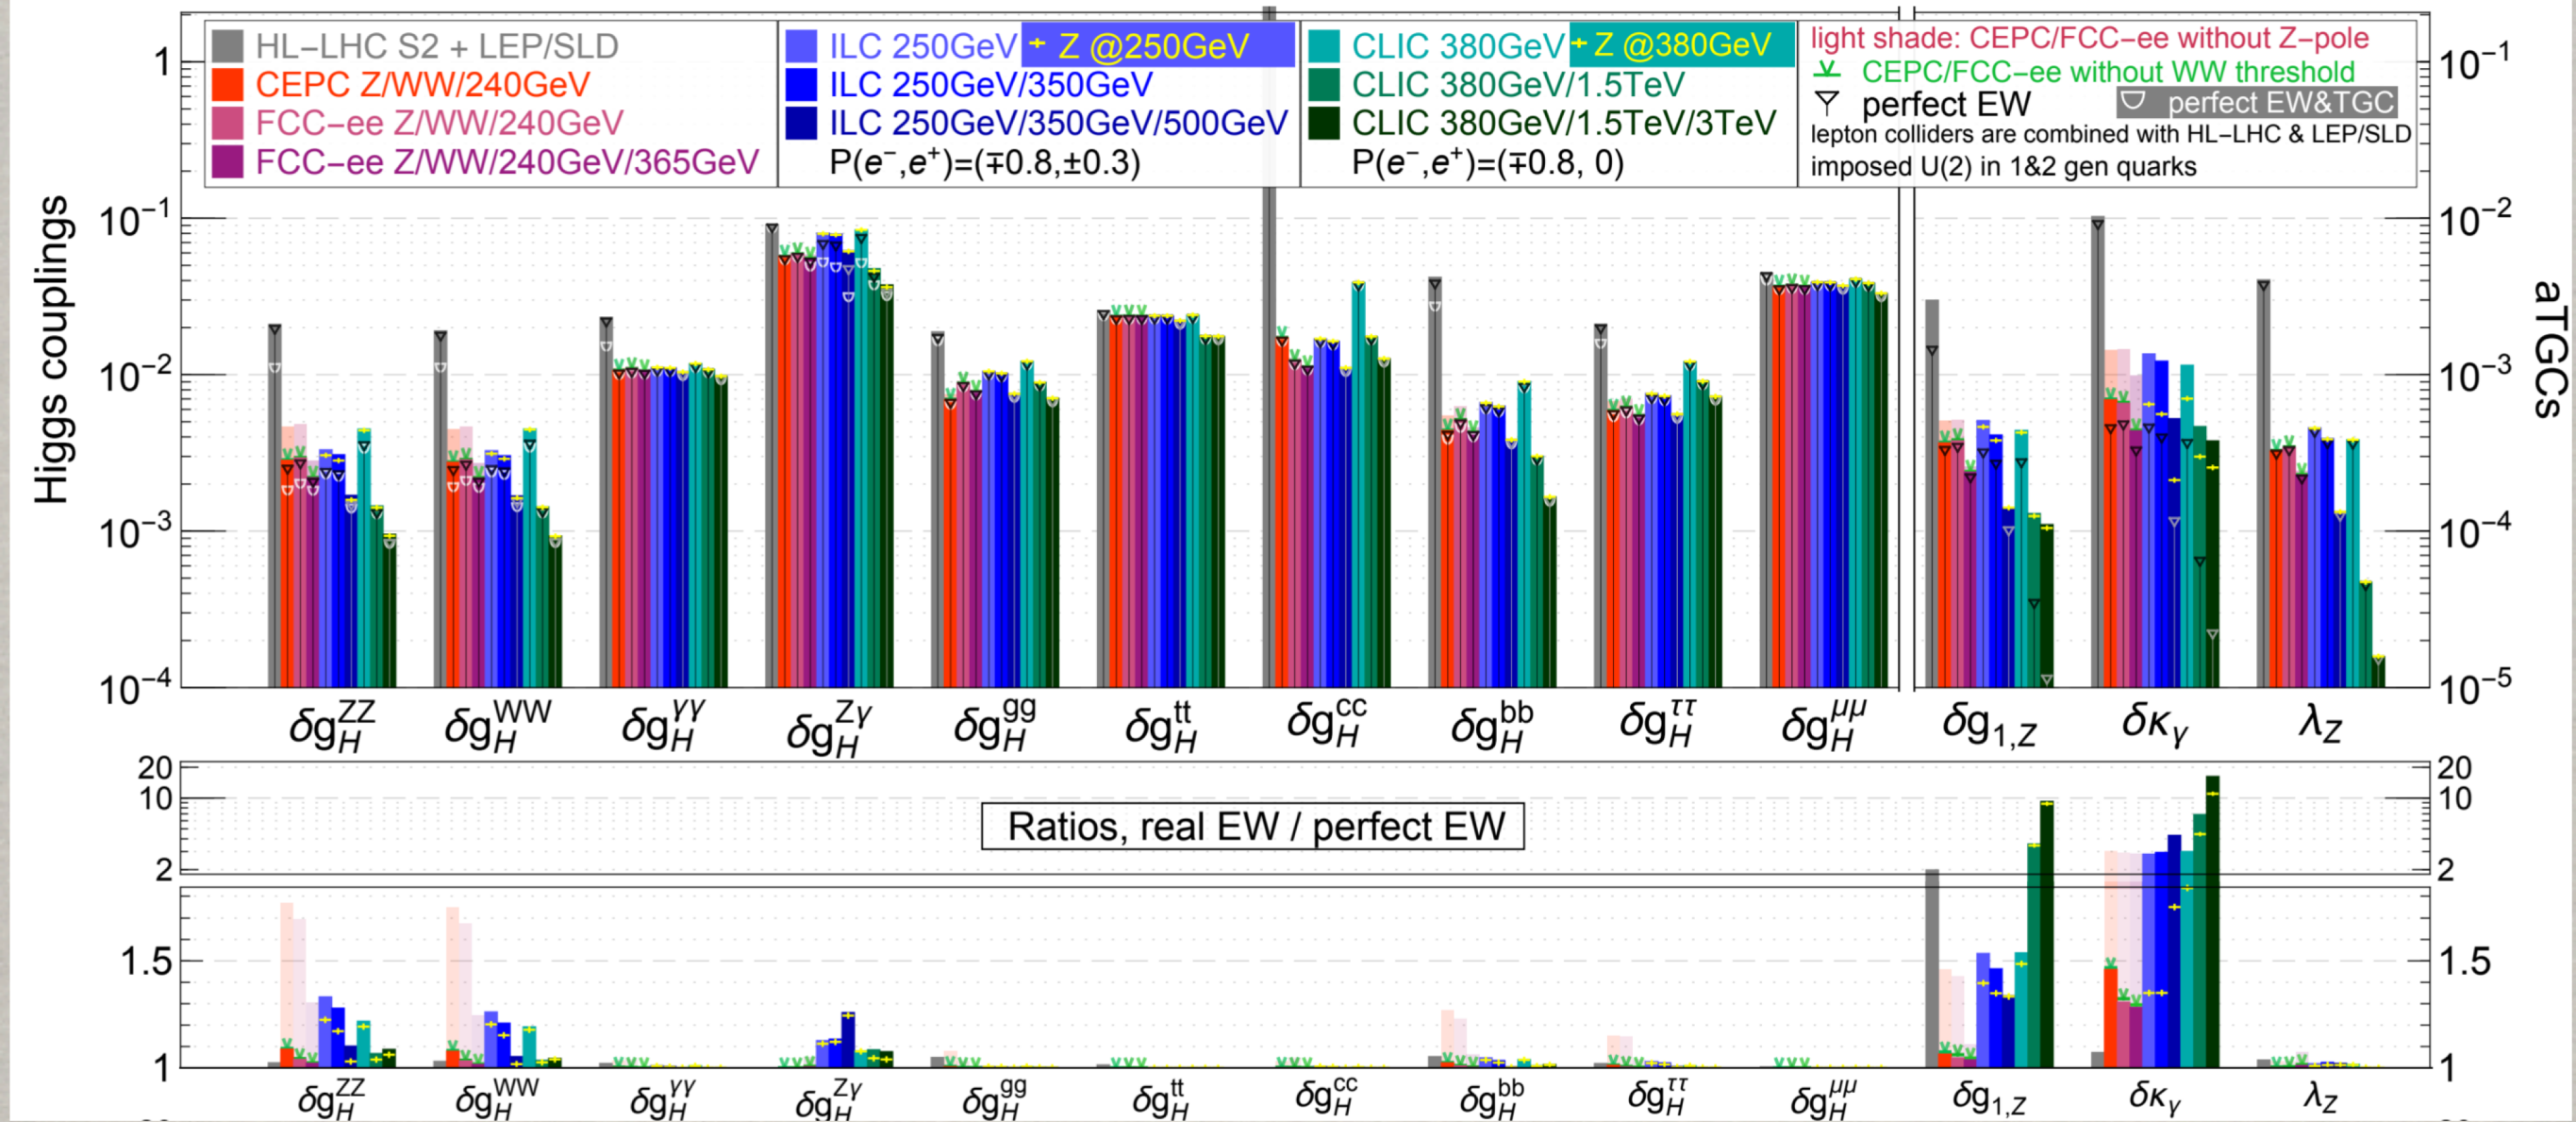 HL−LHC S2 + LEP/SLD
CEPC Z/WW/240GeV
FCC−ee Z/WW/240GeV
FCC−ee Z/WW/240GeV/365GeV
ILC 250GeV + Z @250GeV
ILC 250GeV/350GeV
ILC 250GeV/350GeV/500GeV
P(e⁻,e⁺)=(∓0.8,±0.3)
CLIC 380GeV + Z @380GeV
CLIC 380GeV/1.5TeV
CLIC 380GeV/1.5TeV/3TeV
P(e⁻,e⁺)=(∓0.8, 0)
light shade: CEPC/FCC−ee without Z−pole
CEPC/FCC−ee without WW threshold
perfect EW perfect EW&TGC
lepton colliders are combined with HL−LHC & LEP/SLD
imposed U(2) in 1&2 gen quarks
Higgs couplings
1
10⁻¹
10⁻²
10⁻³
10⁻⁴
aTGCs
10⁻¹
10⁻²
10⁻³
10⁻⁴
10⁻⁵
δg_H^ZZ δg_H^WW δg_H^γγ δg_H^Zγ δg_H^gg δg_H^tt δg_H^cc δg_H^bb δg_H^ττ δg_H^μμ δg_1,Z δκ_γ λ_Z
Ratios, real EW / perfect EW
20
10
2
1.5
1
20
10
2
1.5
1
δg_H^ZZ δg_H^WW δg_H^γγ δg_H^Zγ δg_H^gg δg_H^tt δg_H^cc δg_H^bb δg_H^ττ δg_H^μμ δg_1,Z δκ_γ λ_Z